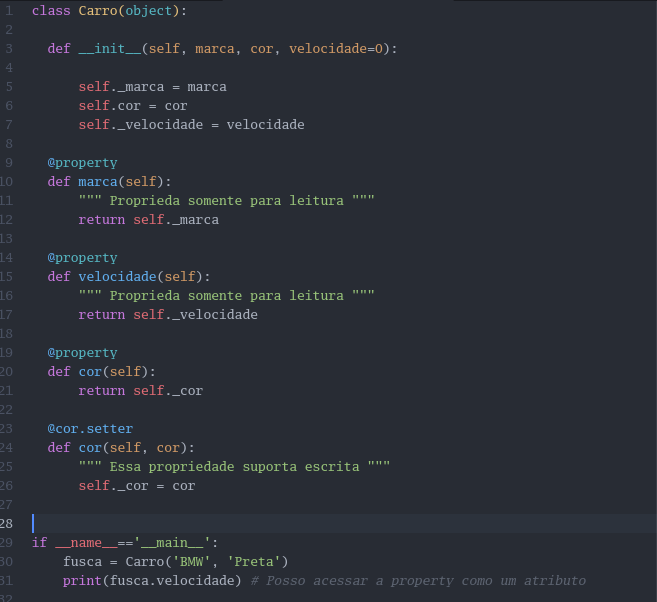 1 class Carro(object):
2
3 def __init__(self, marca, cor, velocidade=0):
4
5 self._marca = marca
6 self.cor = cor
7 self._velocidade = velocidade
8
9 @property
10 def marca(self):
11 """ Proprieda somente para leitura """
12 return self._marca
13
14 @property
15 def velocidade(self):
16 """ Proprieda somente para leitura """
17 return self._velocidade
18
19 @property
20 def cor(self):
21 return self._cor
22
23 @cor.setter
24 def cor(self, cor):
25 """ Essa propriedade suporta escrita """
26 self._cor = cor
27
28
29 if __name__=='__main__':
30 fusca = Carro('BMW', 'Preta')
31 print(fusca.velocidade) # Posso acessar a property como um atributo
32